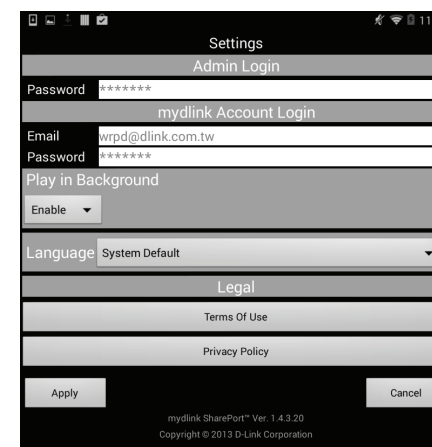 11
Settings
Admin Login
Password *******
mydlink Account Login
Email wrpd@dlink.com.tw
Password *******
Play in Background
Enable
Language System Default
Legal
Terms Of Use
Privacy Policy
Apply Cancel
mydlink SharePort™ Ver. 1.4.3.20
Copyright © 2013 D-Link Corporation